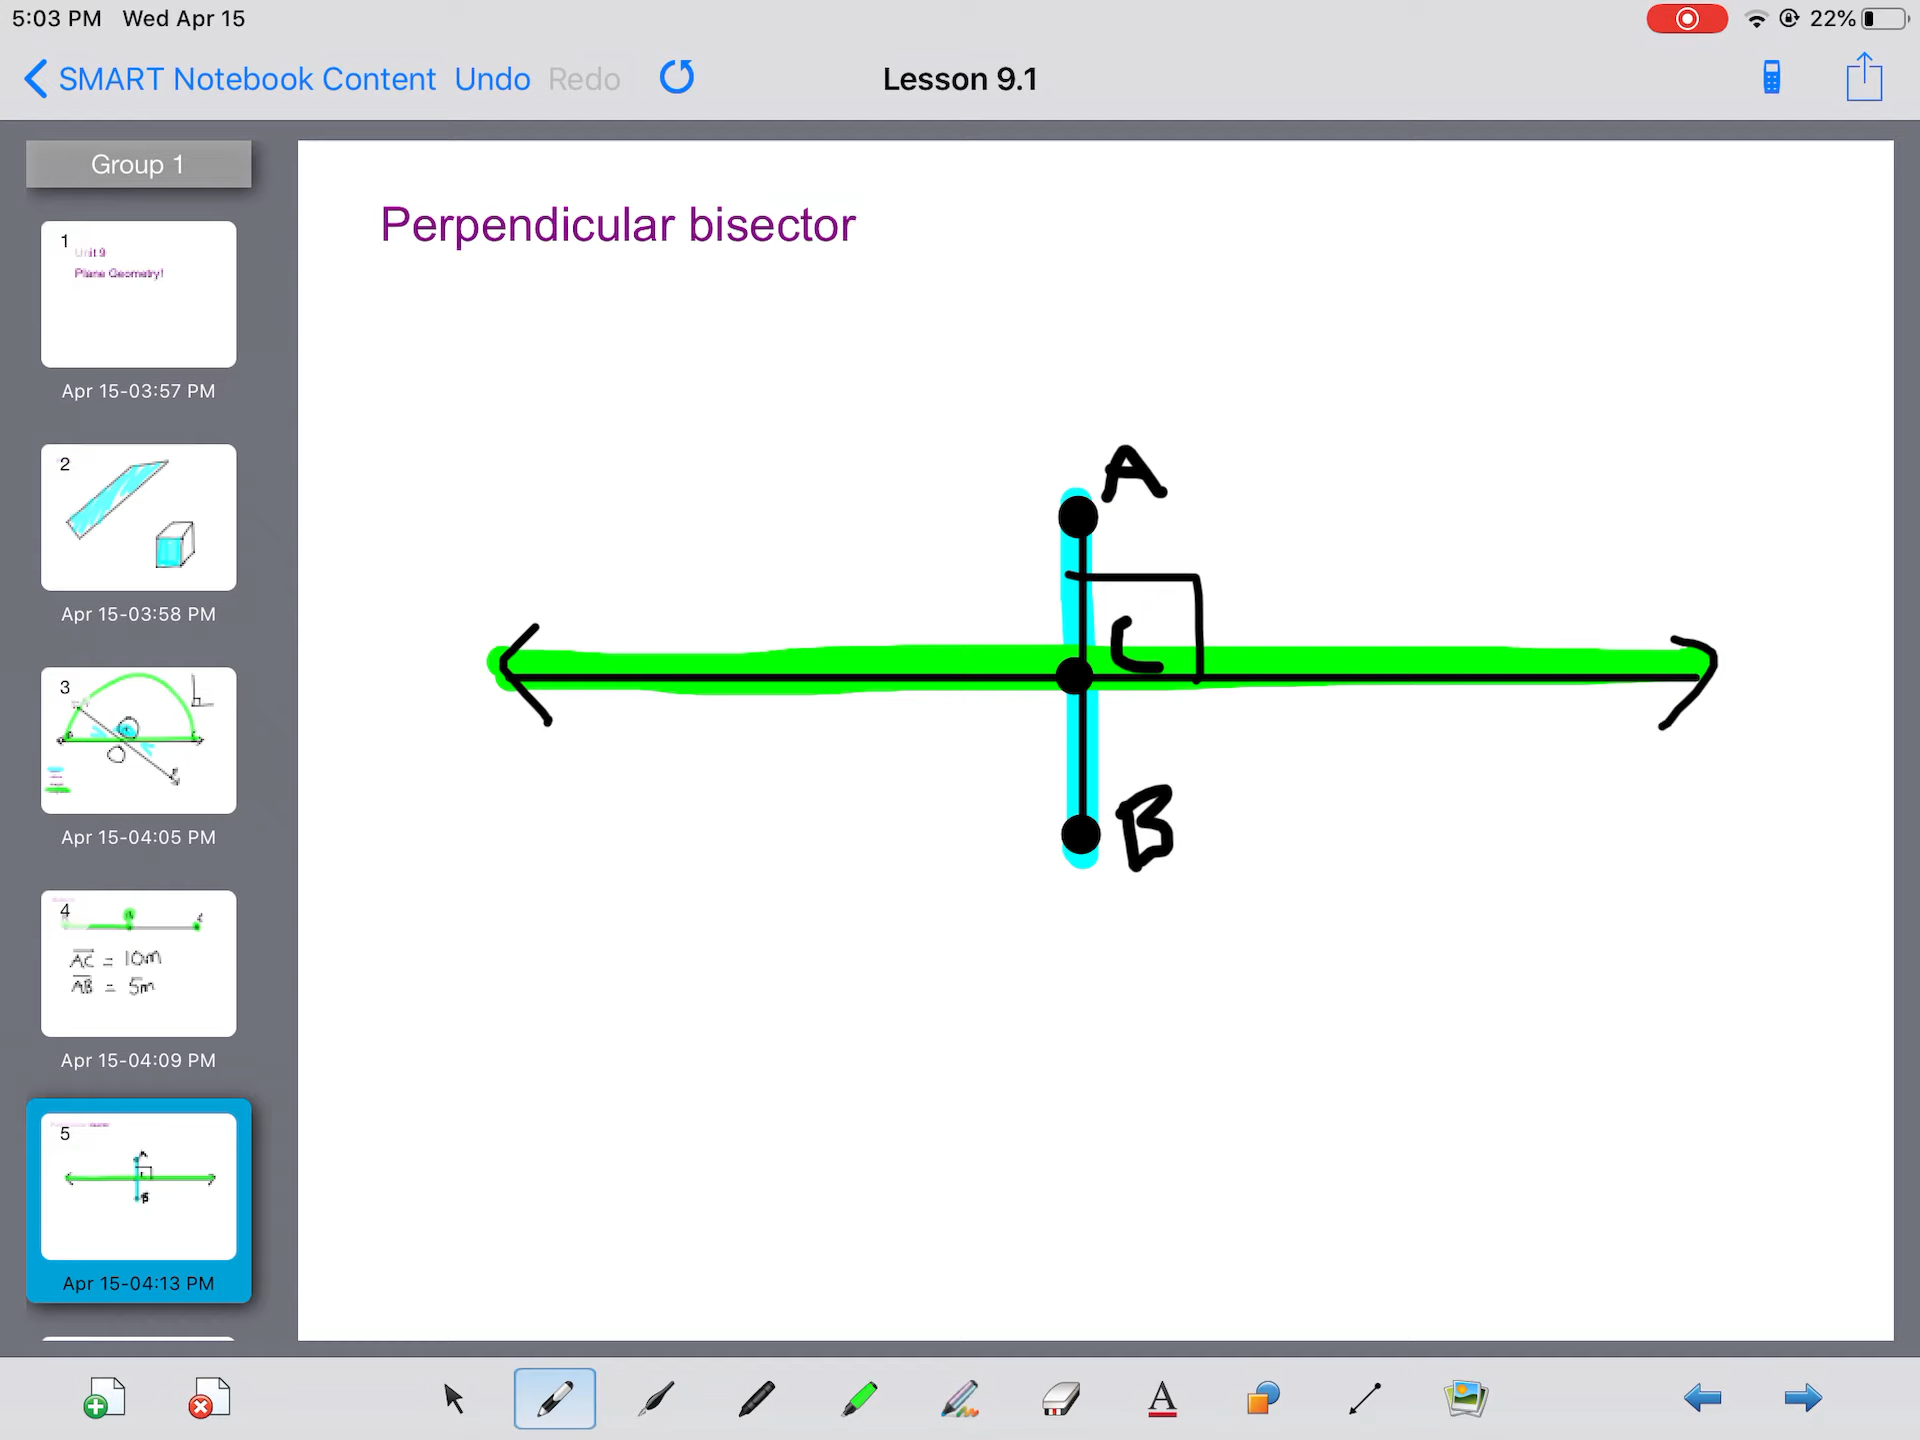 5:03 PM Wed Apr 15
22%
SMART Notebook Content Undo Redo
Lesson 9.1
Group 1
1
Unit 9
Plane Geometry!
Apr 15-03:57 PM
2
Apr 15-03:58 PM
3
Apr 15-04:05 PM
4
AC = 10m
AB = 5m
Apr 15-04:09 PM
5
A
B
Apr 15-04:13 PM
Perpendicular bisector
A
C
B
A